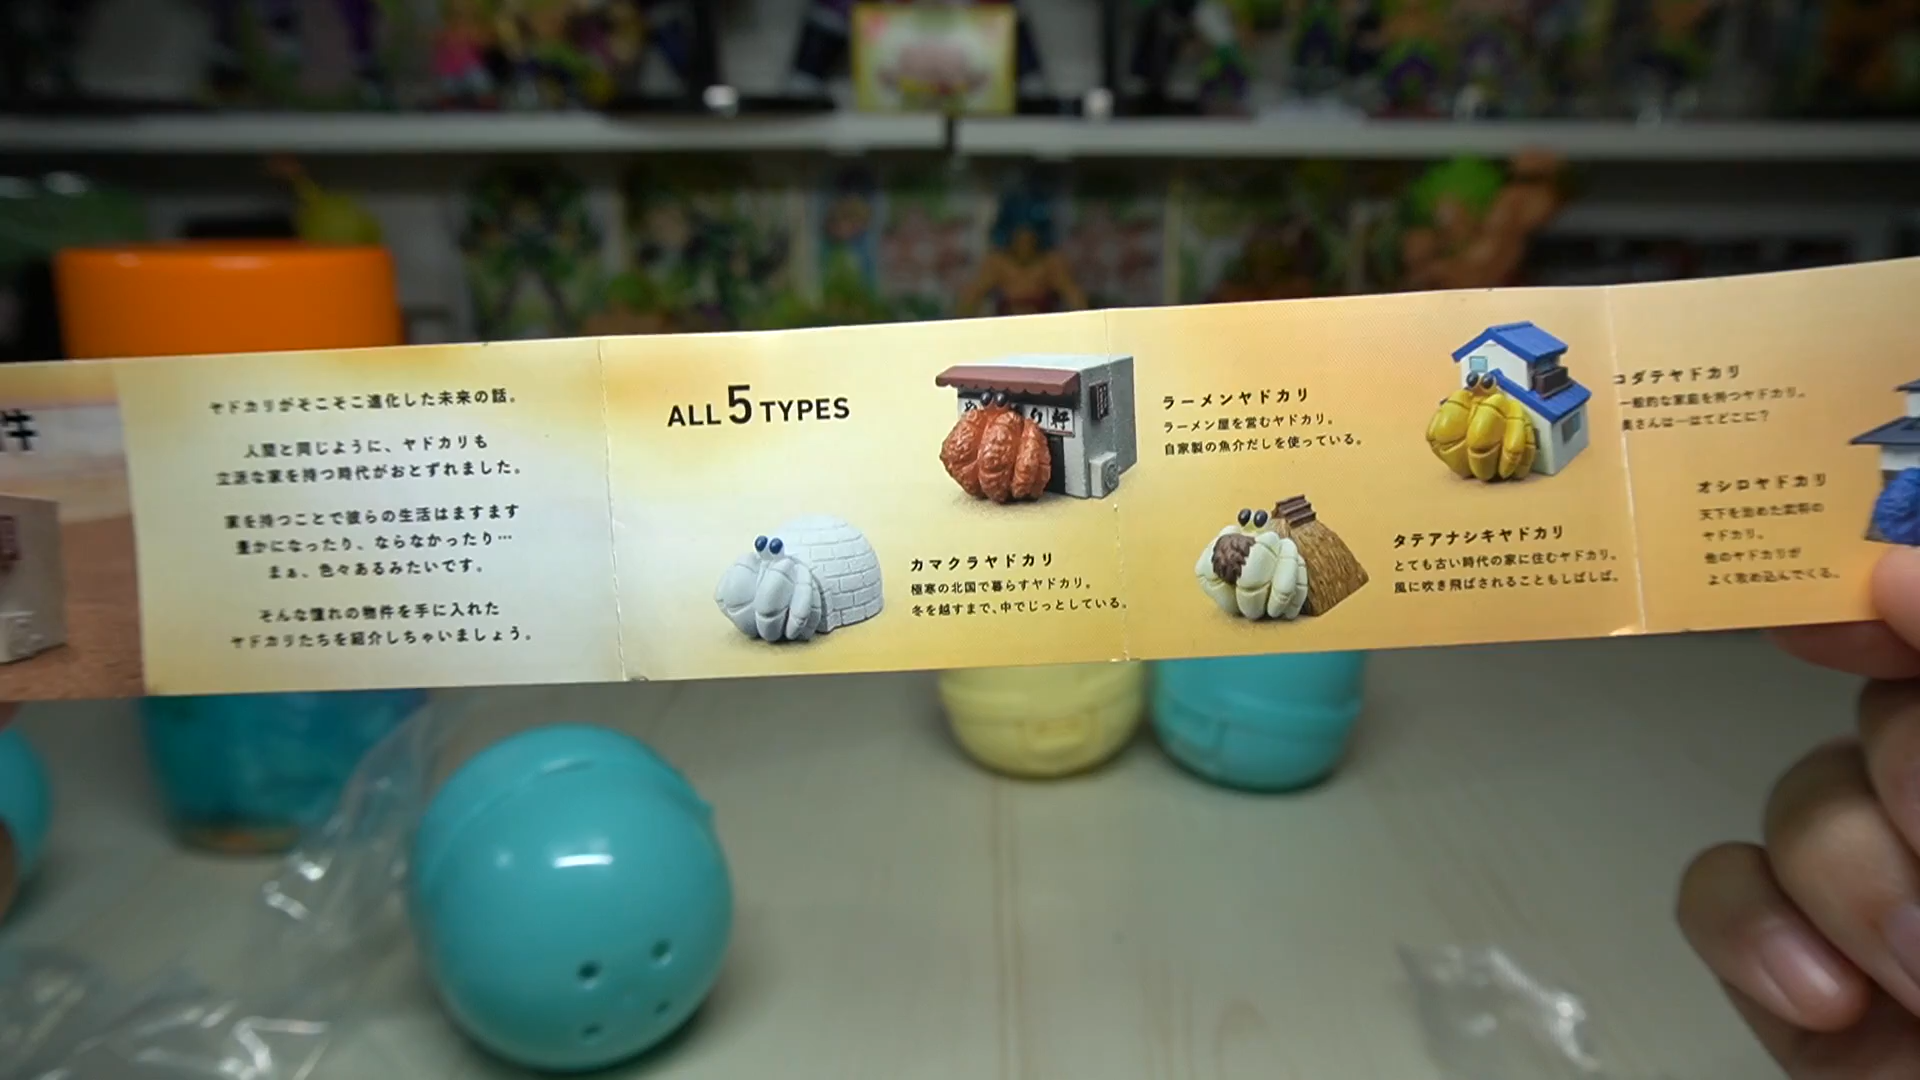 件
ヤドカリがそこそこ進化した未来の話。
人間と同じように、ヤドカリも
立派な家を持つ時代がおとずれました。
家を持つことで彼らの生活はますます
豊かになったり、ならなかったり…
まぁ、色々あるみたいです。
そんな憧れの物件を手に入れた
ヤドカリたちを紹介しちゃいましょう。
ALL 5 TYPES
り軒
ラーメンヤドカリ
ラーメン屋を営むヤドカリ。
自家製の魚介だしを使っている。
カマクラヤドカリ
極寒の北国で暮らすヤドカリ。
冬を越すまで、中でじっとしている。
タテアナシキヤドカリ
とても古い時代の家に住むヤドカリ。
風に吹き飛ばされることもしばしば。
コダテヤドカリ
一般的な家庭を持つヤドカリ。
奥さんは…はてどこに？
オシロヤドカリ
天下を治めた武将の
ヤドカリ。
他のヤドカリが
よく攻め込んでくる。